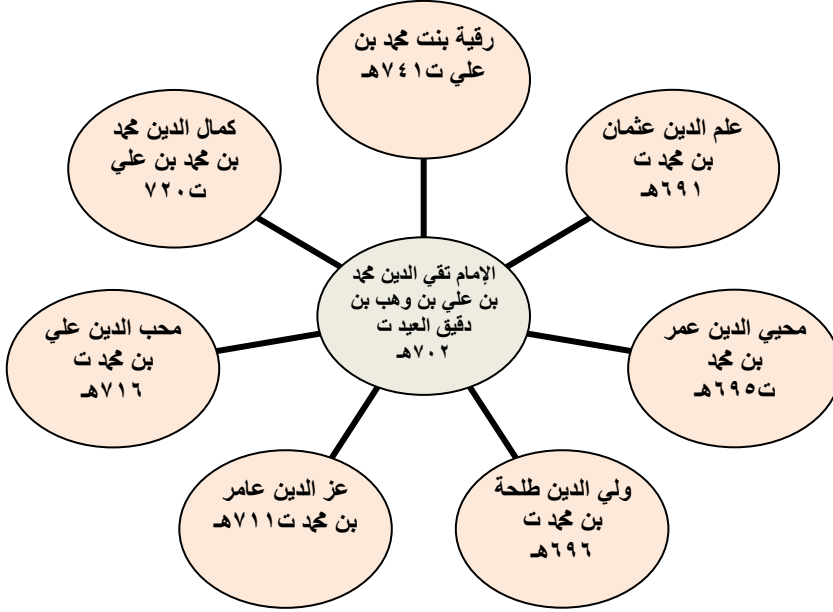 رقية بنت محمد بن
علي ت٧٤١هـ
علم الدين عثمان
بن محمد ت
٦٩١هـ
محيي الدين عمر
بن محمد
ت٦٩٥هـ
ولي الدين طلحة
بن محمد ت
٦٩٦هـ
عز الدين عامر
بن محمد ت٧١١هـ
محب الدين علي
بن محمد ت
٧١٦هـ
كمال الدين محمد
بن محمد بن علي
ت٧٢٠هـ
الإمام تقي الدين محمد
بن علي بن وهب بن
دقيق العيد ت
٧٠٢هـ